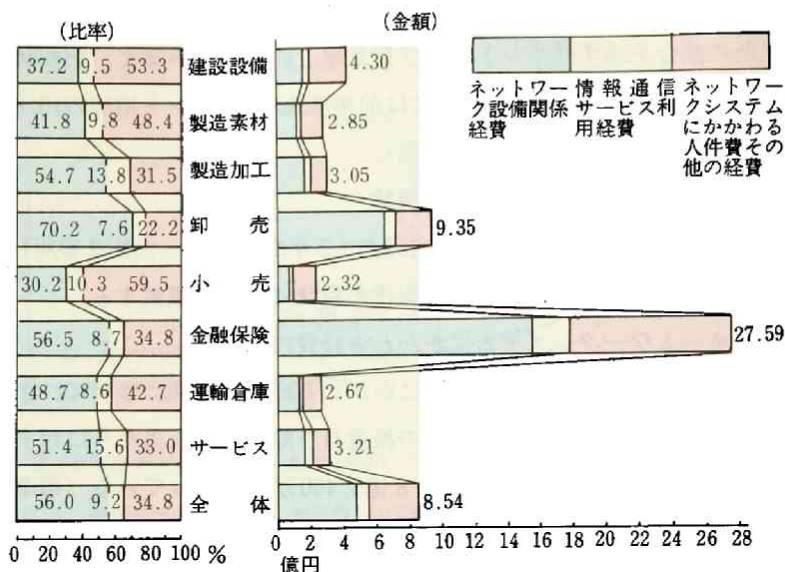 (比率)
(金額)
ネットワー
ク設備関係
経費
情報通信
サービス利
用経費
ネットワー
クシステム
にかかわる
人件費その
他の経費
37.2 9.5 53.3 建設設備 4.30
41.8 9.8 48.4 製造素材 2.85
54.7 13.8 31.5 製造加工 3.05
70.2 7.6 22.2 卸売 9.35
30.2 10.3 59.5 小売 2.32
56.5 8.7 34.8 金融保険 27.59
48.7 8.6 42.7 運輸倉庫 2.67
51.4 15.6 33.0 サービス 3.21
56.0 9.2 34.8 全体 8.54
0 20 40 60 80 100 %
0 2 4 6 8 10 12 14 16 18 20 22 24 26 28
億円